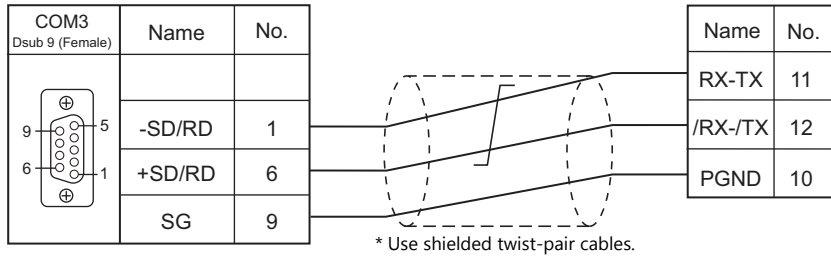 COM3
Dsub 9 (Female)
Name No.
9 5
6 1
-SD/RD 1
+SD/RD 6
SG 9
Name No.
RX-TX 11
/RX-/TX 12
PGND 10
* Use shielded twist-pair cables.